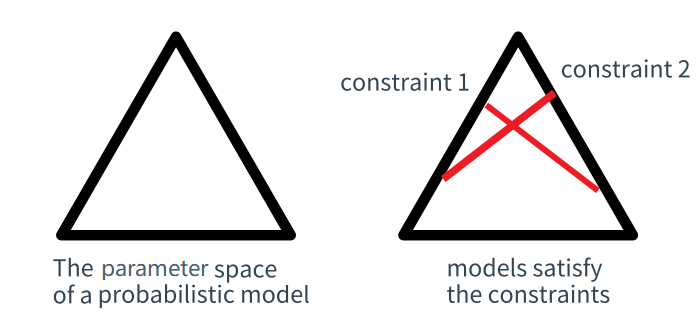 The parameter space
of a probabilistic model
constraint 1
constraint 2
models satisfy
the constraints